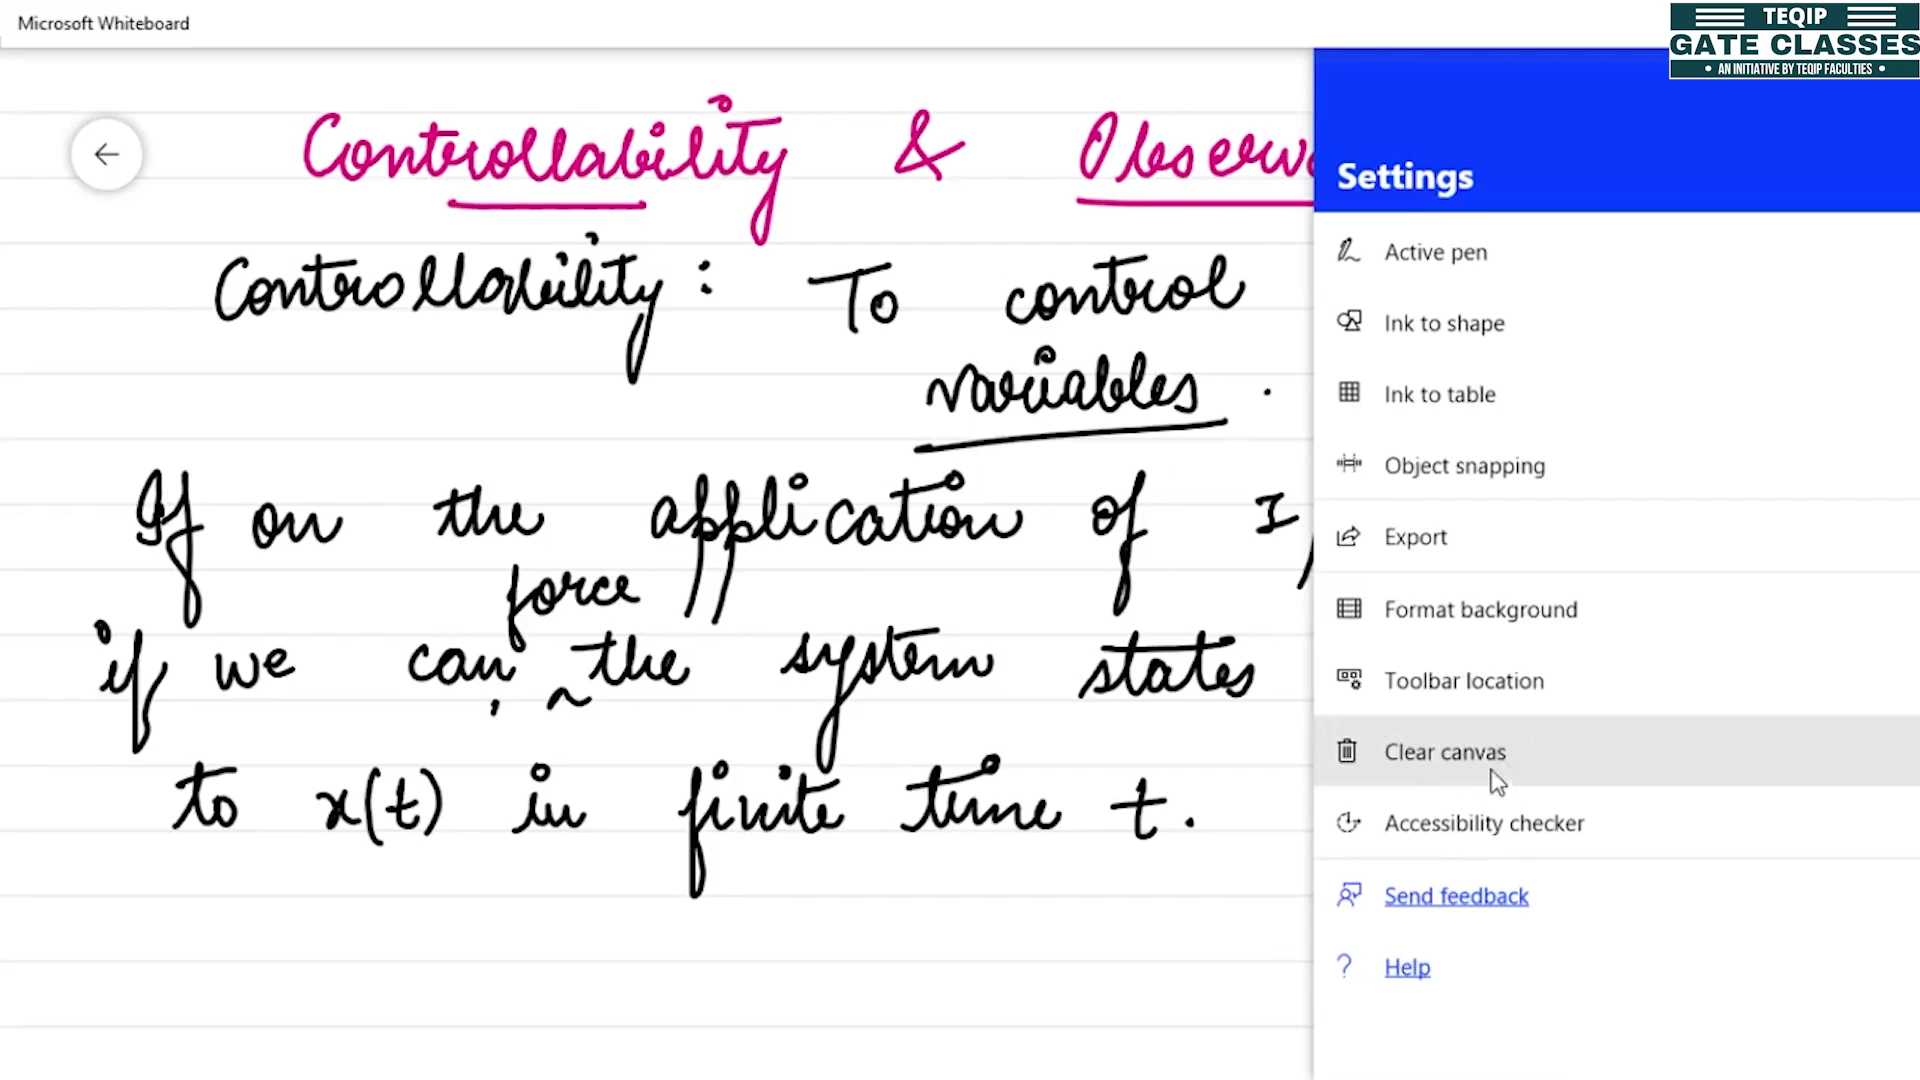 Microsoft Whiteboard
TEQIP
GATE CLASSES
• AN INITIATIVE BY TEQIP FACULTIES •
Controllability & Observa
Controllability : To control
variables .
If on the application of I/
force
if we can the system states
to x(t) in finite time t.
Settings
Active pen
Ink to shape
Ink to table
Object snapping
Export
Format background
Toolbar location
Clear canvas
Accessibility checker
Send feedback
Help